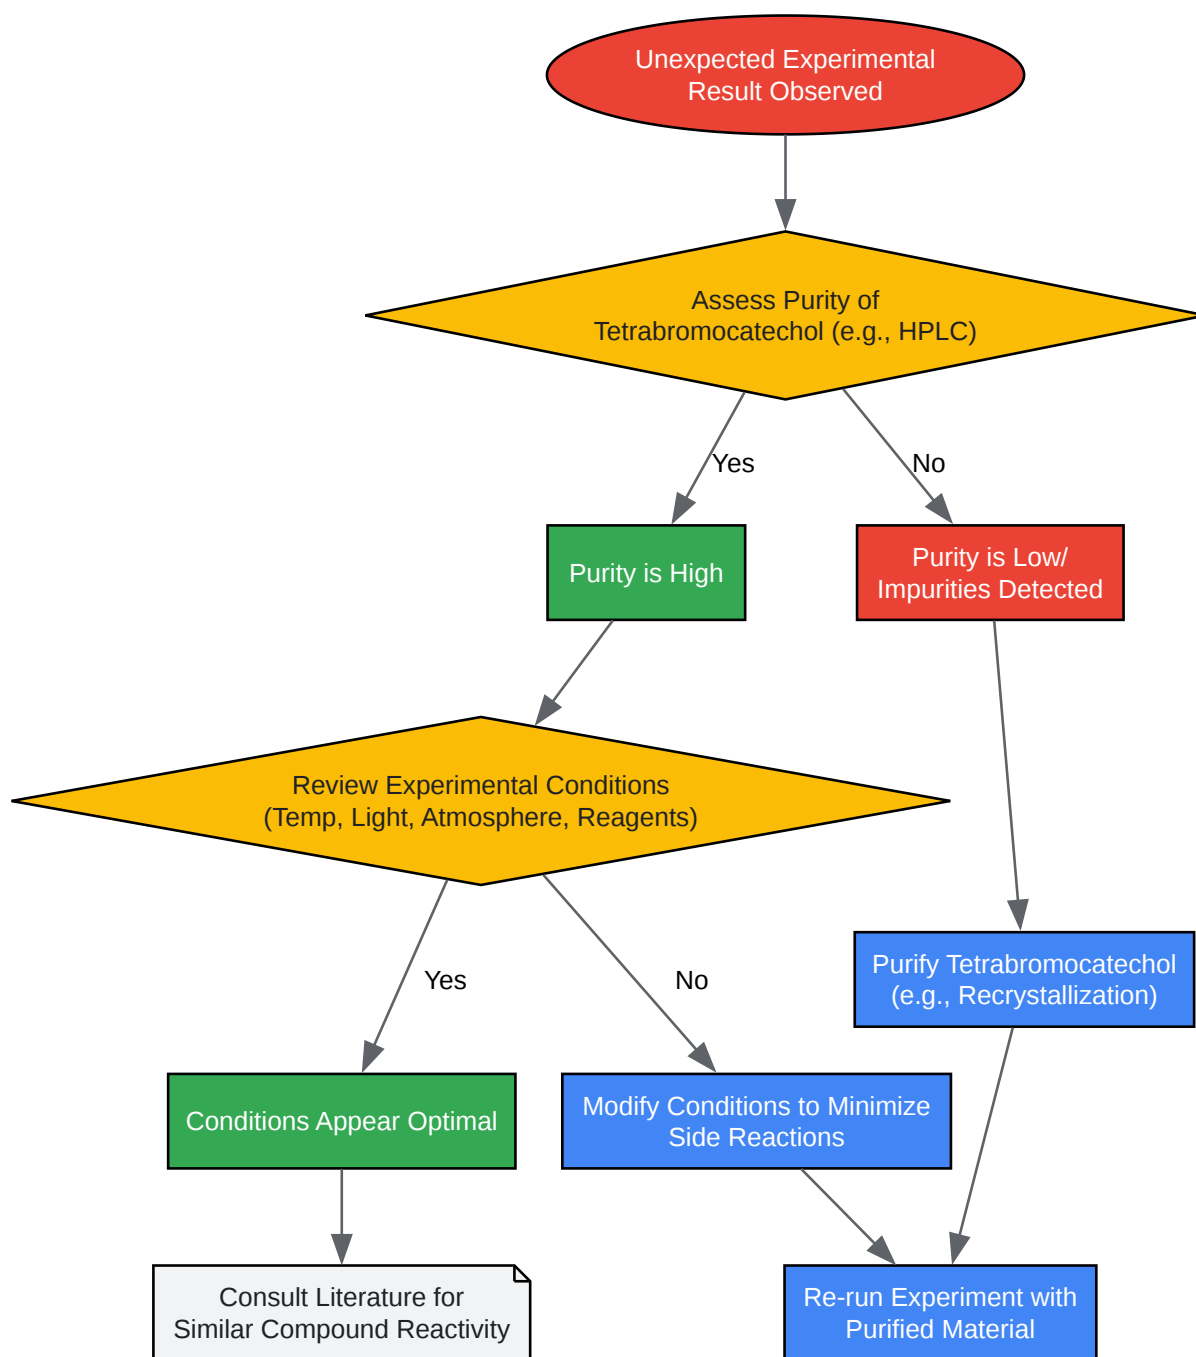 Unexpected Experimental
Result Observed
Assess Purity of
Tetrabromocatechol (e.g., HPLC)
Yes
No
Purity is High
Purity is Low/
Impurities Detected
Review Experimental Conditions
(Temp, Light, Atmosphere, Reagents)
Purify Tetrabromocatechol
(e.g., Recrystallization)
Yes
No
Conditions Appear Optimal
Modify Conditions to Minimize
Side Reactions
Consult Literature for
Similar Compound Reactivity
Re-run Experiment with
Purified Material